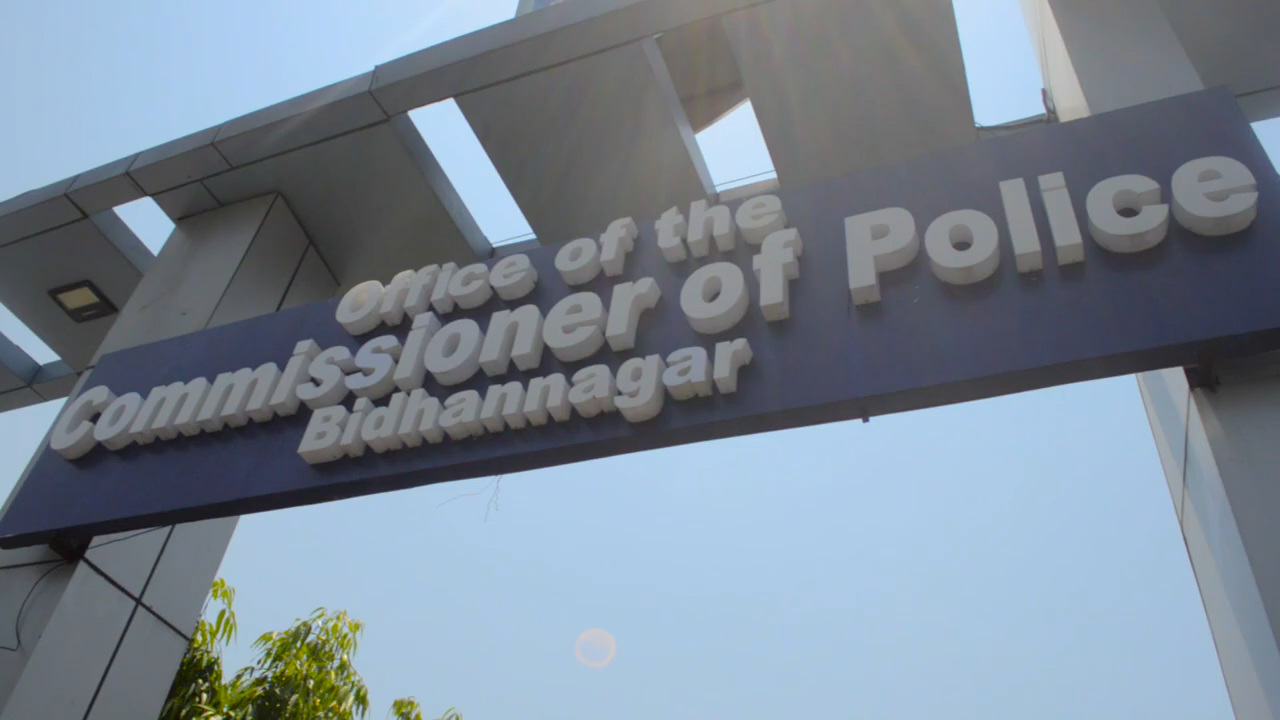 Office of the
Commissioner of Police
Bidhannagar